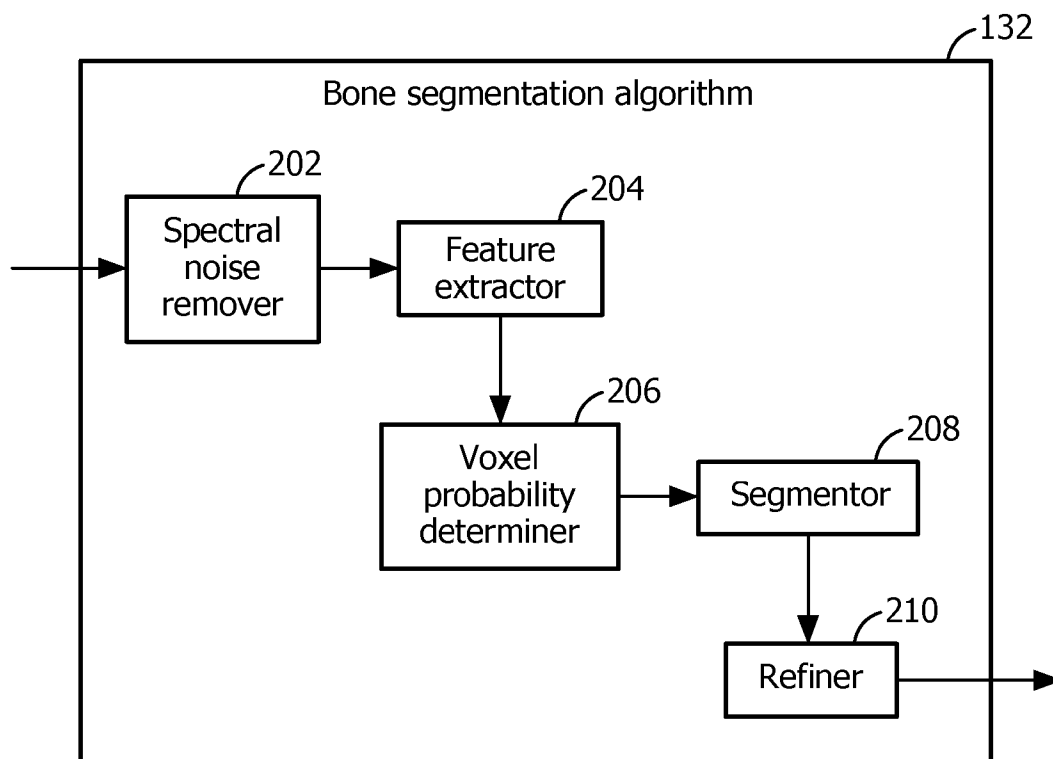 132
Bone segmentation algorithm
202
Spectral
noise
remover
204
Feature
extractor
206
Voxel
probability
determiner
208
Segmentor
210
Refiner